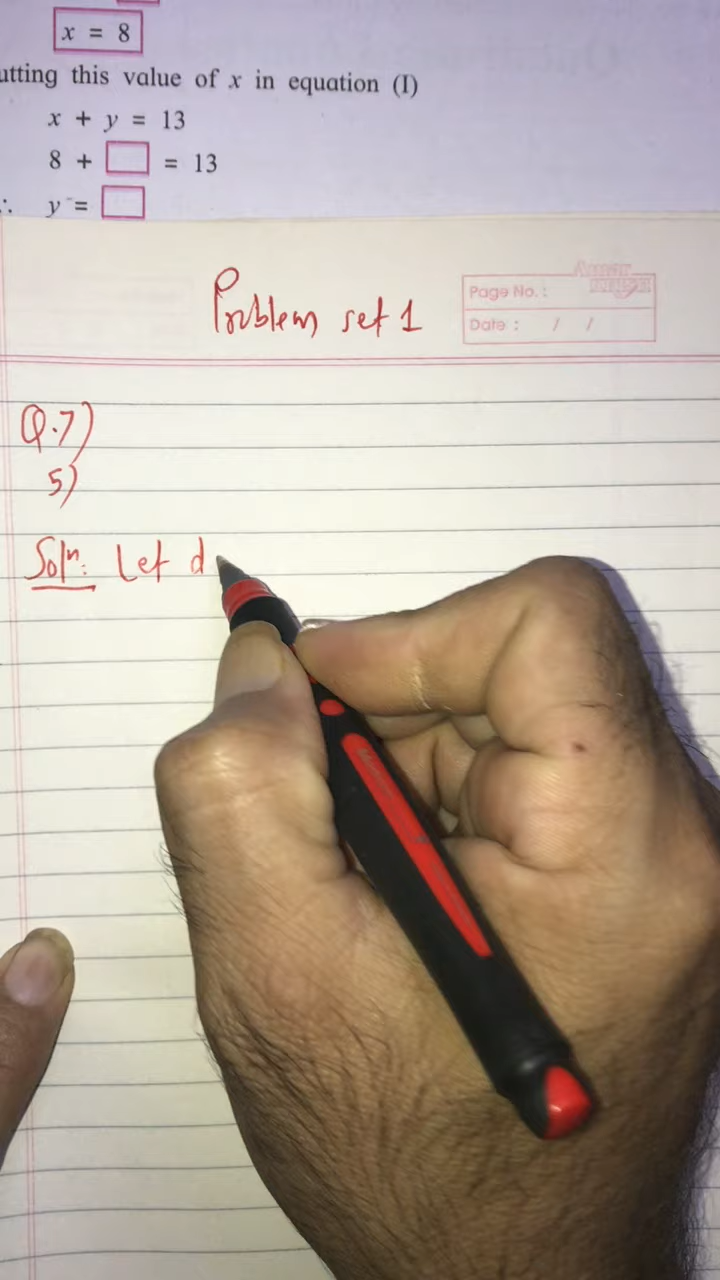 x = 8
utting this value of x in equation (I)
x + y = 13
8 + □ = 13
∴ y = □
Problem set 1
Page No. :
Date : / /
Q.7)
5)
Solⁿ: Let d